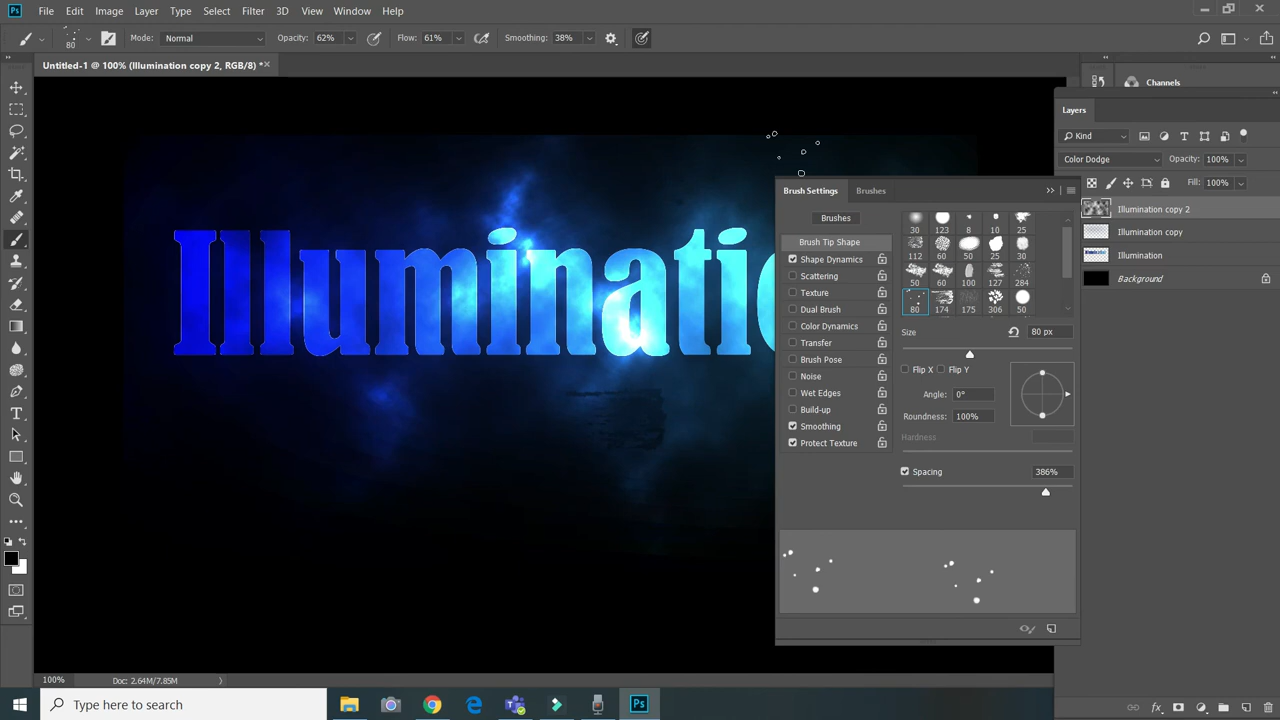 Ps File Edit Image Layer Type Select Filter 3D View Window Help
80 Mode: Normal Opacity: 62% Flow: 61% Smoothing: 38%
Untitled-1 @ 100% (Illumination copy 2, RGB/8) *
Channels
Layers
Kind
Color Dodge Opacity: 100%
Fill: 100%
Illumination copy 2
Illumination copy
Illumination
Background
Illuminati
Brush Settings Brushes
Brushes
Brush Tip Shape
Shape Dynamics
Scattering
Texture
Dual Brush
Color Dynamics
Transfer
Brush Pose
Noise
Wet Edges
Build-up
Smoothing
Protect Texture
30 123 8 10 25
112 60 50 25 30
50 60 100 127 284
80 174 175 306 50
Size 80 px
Flip X Flip Y
Angle: 0°
Roundness: 100%
Hardness
Spacing 386%
100% Doc: 2.64M/7.85M
Type here to search
Ps